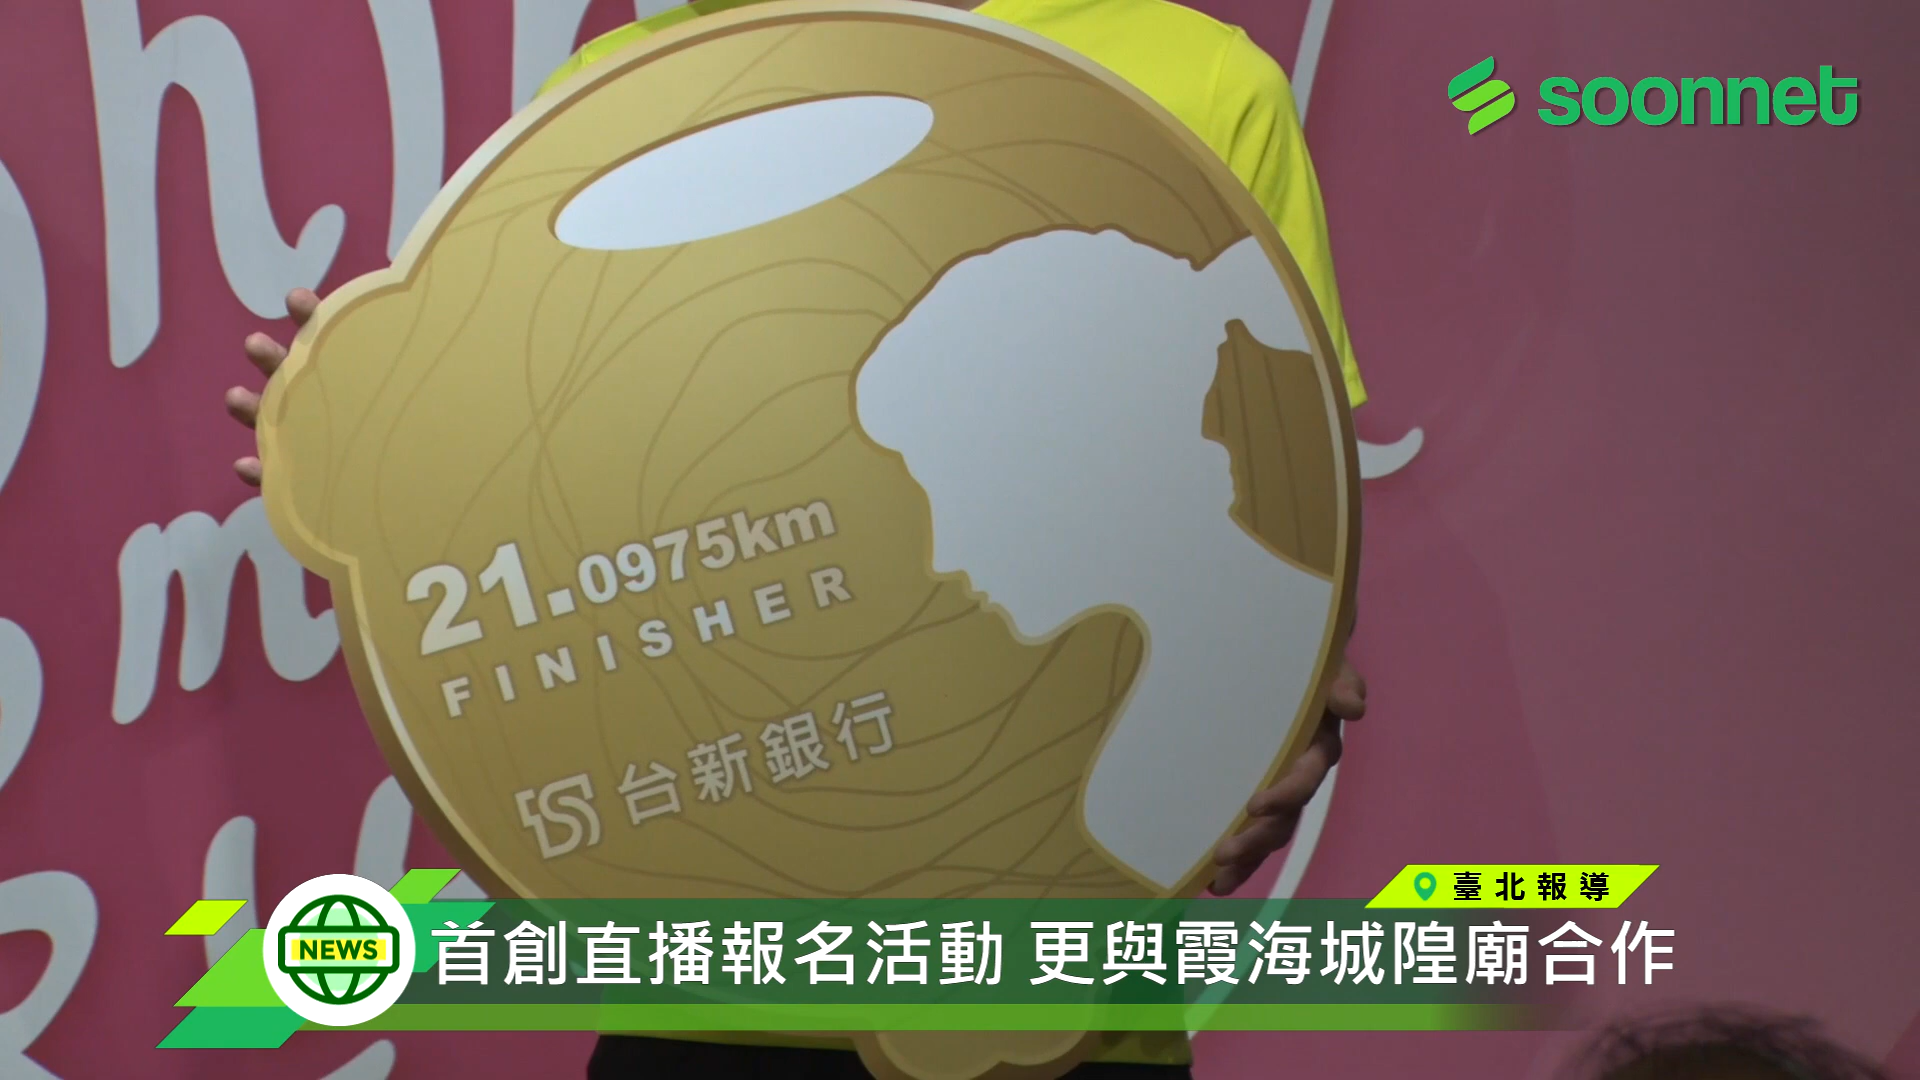 soonnet
21.0975km
FINISHER
台新銀行
臺北報導
NEWS
首創直播報名活動 更與霞海城隍廟合作